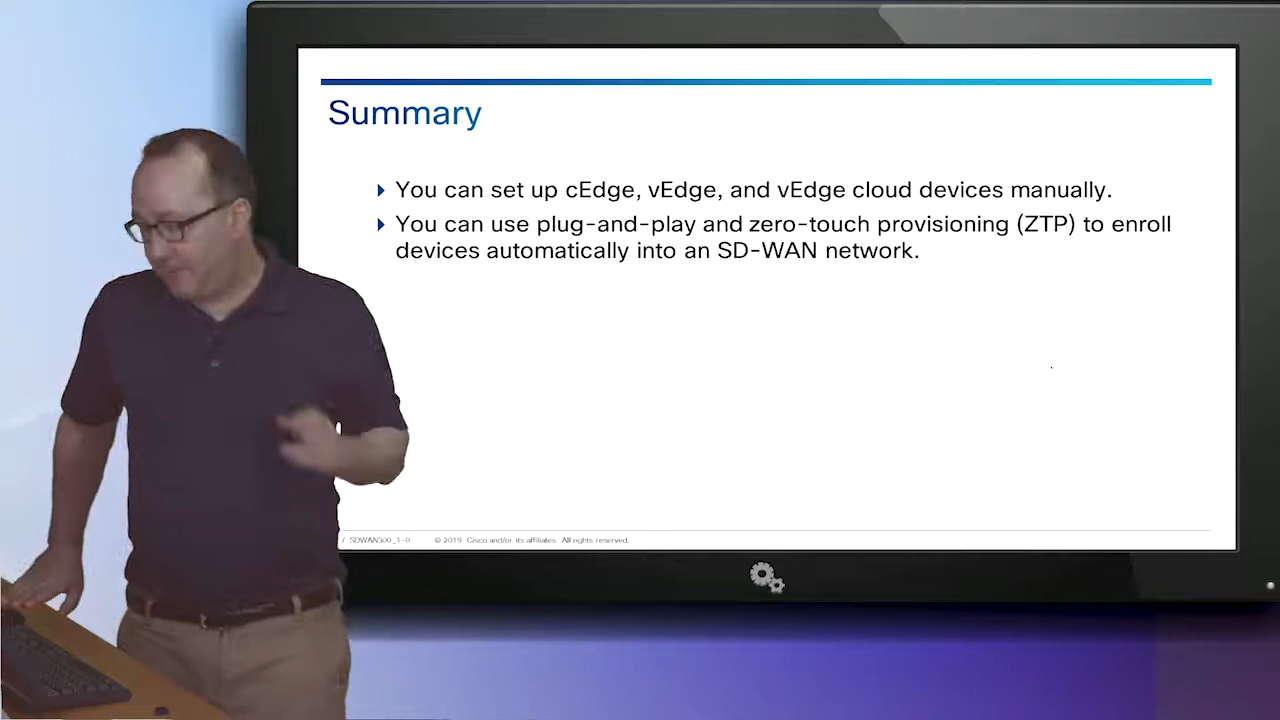 Summary
You can set up cEdge, vEdge, and vEdge cloud devices manually.
You can use plug-and-play and zero-touch provisioning (ZTP) to enroll
devices automatically into an SD-WAN network.
/ SDWAN300_1-0 © 2019 Cisco and/or its affiliates. All rights reserved.